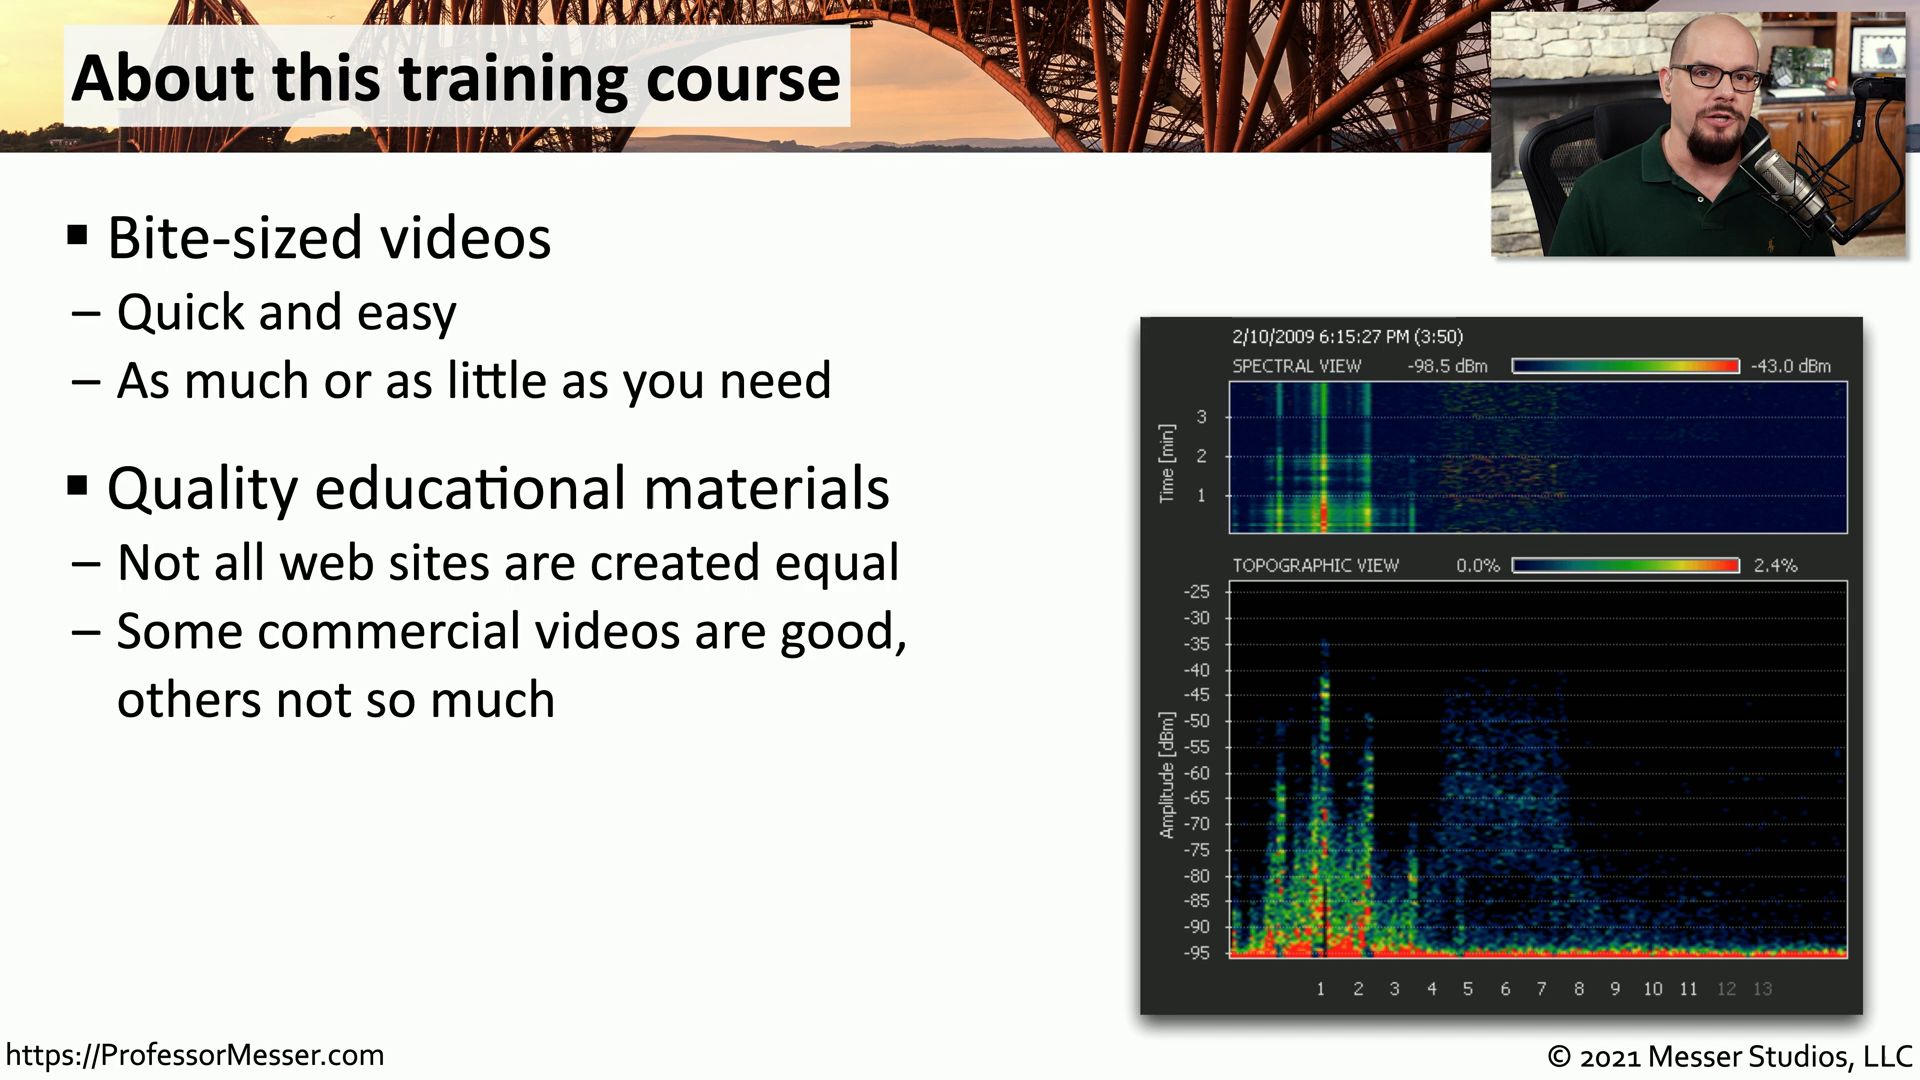 About this training course
▪ Bite-sized videos
– Quick and easy
– As much or as little as you need
▪ Quality educational materials
– Not all web sites are created equal
– Some commercial videos are good,
others not so much
2/10/2009 6:15:27 PM (3:50)
SPECTRAL VIEW -98.5 dBm -43.0 dBm
Time [min]
3
2
1
TOPOGRAPHIC VIEW 0.0% 2.4%
Amplitude [dBm]
-25
-30
-35
-40
-45
-50
-55
-60
-65
-70
-75
-80
-85
-90
-95
1 2 3 4 5 6 7 8 9 10 11 12 13
https://ProfessorMesser.com
© 2021 Messer Studios, LLC